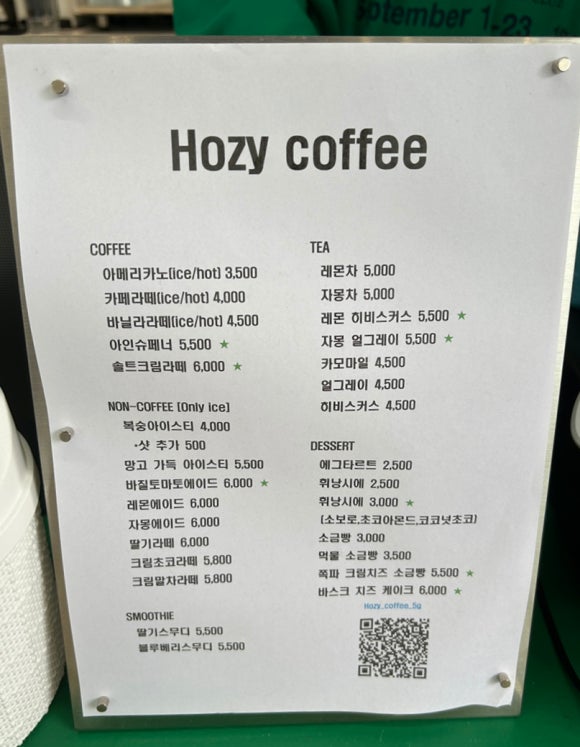 September 1-23
Hozy coffee
COFFEE
아메리카노(ice/hot) 3,500
카페라떼(ice/hot) 4,000
바닐라라떼(ice/hot) 4,500
아인슈페너 5,500 ★
솔트크림라떼 6,000 ★
NON-COFFEE [Only ice]
복숭아아이스티 4,000
·샷 추가 500
망고 가득 아이스티 5,500
바질토마토에이드 6,000 ★
레몬에이드 6,000
자몽에이드 6,000
딸기라떼 6,000
크림초코라떼 5,800
크림말차라떼 5,800
SMOOTHIE
딸기스무디 5,500
블루베리스무디 5,500
TEA
레몬차 5,000
자몽차 5,000
레몬 히비스커스 5,500 ★
자몽 얼그레이 5,500 ★
카모마일 4,500
얼그레이 4,500
히비스커스 4,500
DESSERT
에그타르트 2,500
휘낭시에 2,500
휘낭시에 3,000 ★
(소보로,초코아몬드,코코넛초코)
소금빵 3,000
먹물 소금빵 3,500
쪽파 크림치즈 소금빵 5,500 ★
바스크 치즈 케이크 6,000 ★
Hozy_coffee_5g